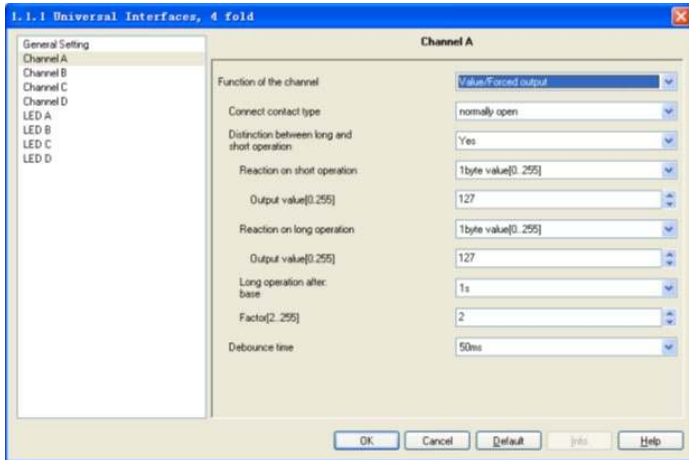 1.1.1 Universal Interfaces, 4 fold
General Setting
Channel A
Channel B
Channel C
Channel D
LED A
LED B
LED C
LED D
Channel A
Function of the channel
Value/Forced output
Connect contact type
normally open
Distinction between long and
short operation
Yes
Reaction on short operation
1byte value[0..255]
Output value[0.255]
127
Reaction on long operation
1byte value[0..255]
Output value[0.255]
127
Long operation after:
base
1s
Factor[2..255]
2
Debounce time
50ms
OK
Cancel
Default
Info
Help